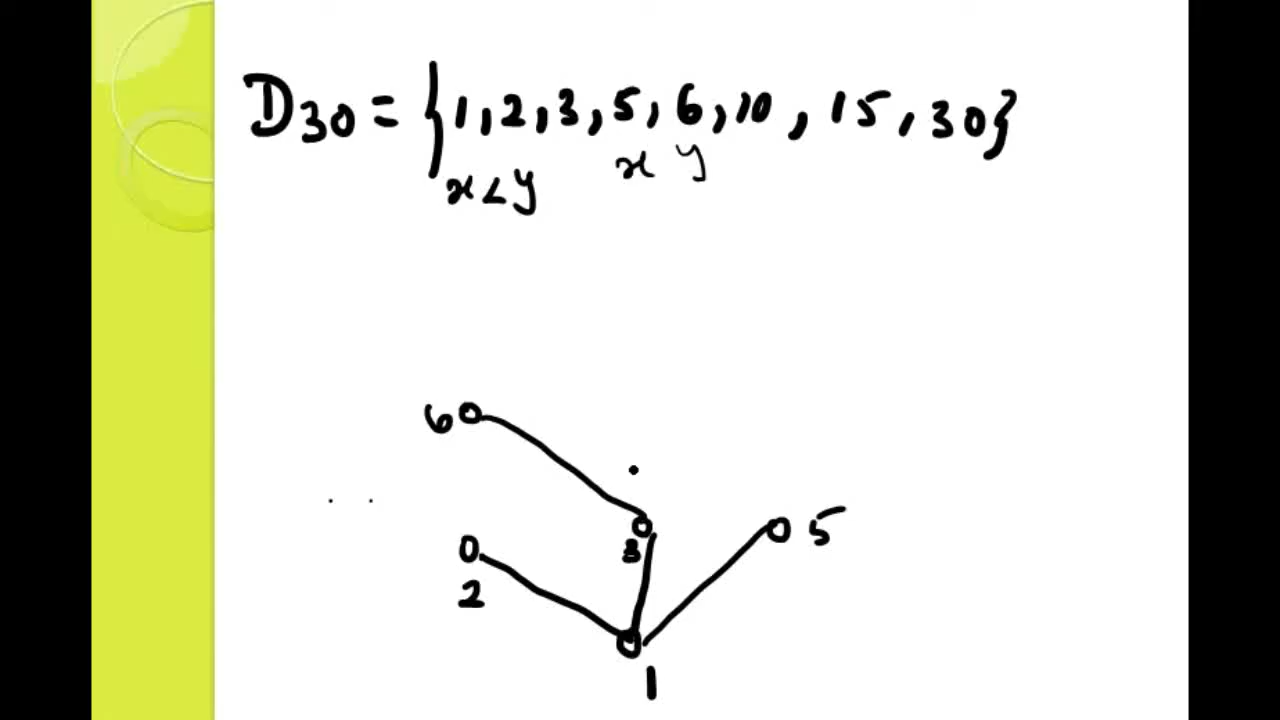 D30 = {1, 2, 3, 5, 6, 10, 15, 30}
x < y x y
6
3
5
2
1